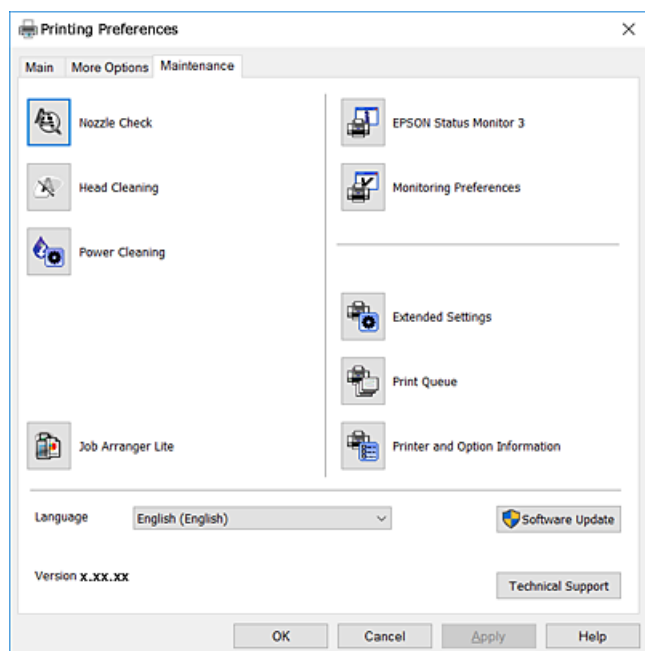 Printing Preferences
Main More Options Maintenance
Nozzle Check
EPSON Status Monitor 3
Head Cleaning
Monitoring Preferences
Power Cleaning
Extended Settings
Print Queue
Job Arranger Lite
Printer and Option Information
Language English (English) Software Update
Version x.xx.xx
Technical Support
OK Cancel Apply Help